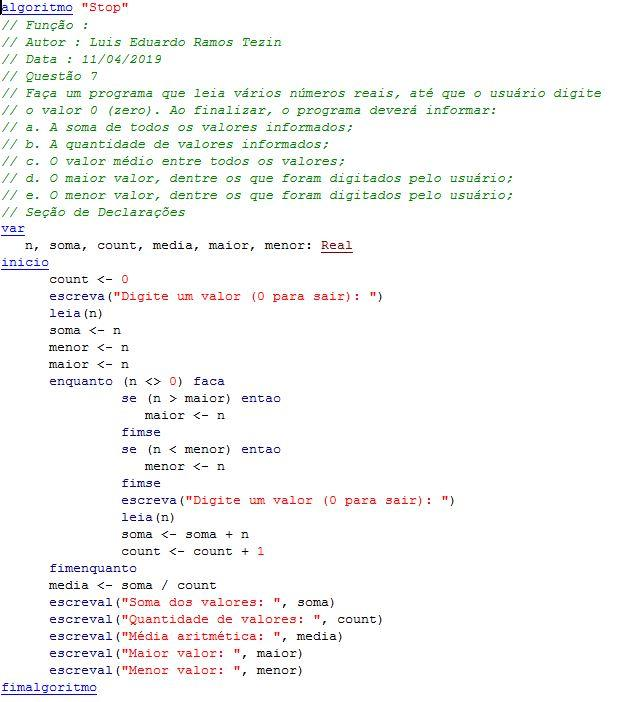 algoritmo "Stop"
// Função :
// Autor : Luis Eduardo Ramos Tezin
// Data : 11/04/2019
// Questão 7
// Faça um programa que leia vários números reais, até que o usuário digite
// o valor 0 (zero). Ao finalizar, o programa deverá informar:
// a. A soma de todos os valores informados;
// b. A quantidade de valores informados;
// c. O valor médio entre todos os valores;
// d. O maior valor, dentre os que foram digitados pelo usuário;
// e. O menor valor, dentre os que foram digitados pelo usuário;
// Seção de Declarações
var
n, soma, count, media, maior, menor: Real
inicio
count <- 0
escreva("Digite um valor (0 para sair): ")
leia(n)
soma <- n
menor <- n
maior <- n
enquanto (n <> 0) faca
se (n > maior) entao
maior <- n
fimse
se (n < menor) entao
menor <- n
fimse
escreva("Digite um valor (0 para sair): ")
leia(n)
soma <- soma + n
count <- count + 1
fimenquanto
media <- soma / count
escreval("Soma dos valores: ", soma)
escreval("Quantidade de valores: ", count)
escreval("Média aritmética: ", media)
escreval("Maior valor: ", maior)
escreval("Menor valor: ", menor)
fimalgoritmo